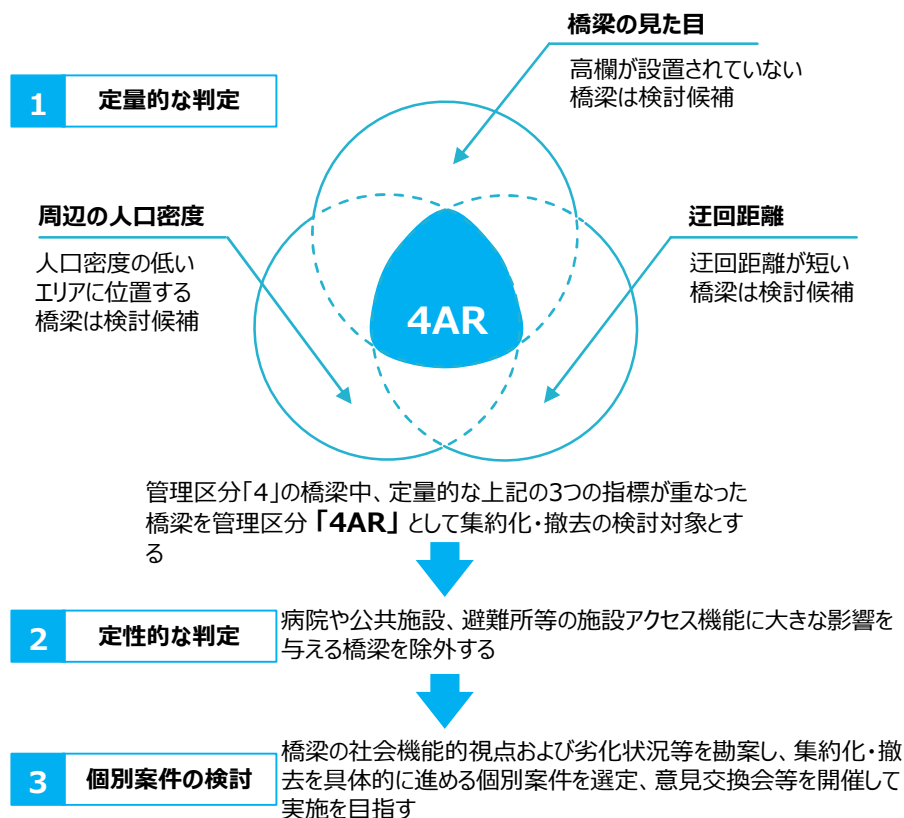 橋梁の見た目
高欄が設置されていない
橋梁は検討候補
1 定量的な判定
周辺の人口密度
人口密度の低い
エリアに位置する
橋梁は検討候補
迂回距離
迂回距離が短い
橋梁は検討候補
4AR
管理区分「4」の橋梁中、定量的な上記の3つの指標が重なった
橋梁を管理区分「4AR」として集約化・撤去の検討対象とす
る
2 定性的な判定
病院や公共施設、避難所等の施設アクセス機能に大きな影響を
与える橋梁を除外する
3 個別案件の検討
橋梁の社会機能的視点および劣化状況等を勘案し、集約化・撤
去を具体的に進める個別案件を選定、意見交換会等を開催して
実施を目指す